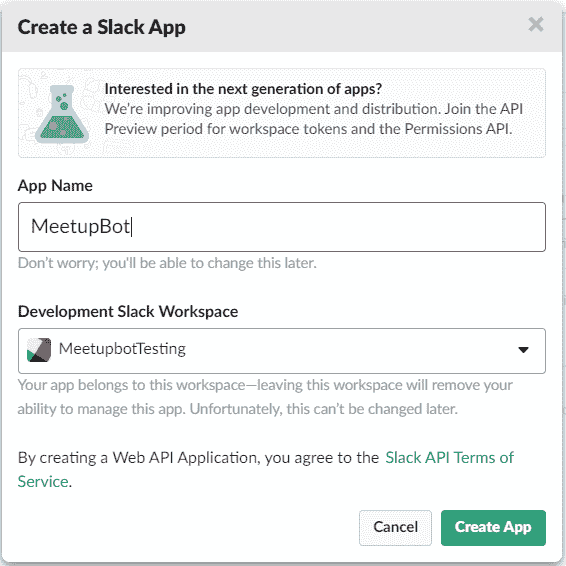 Create a Slack App
Interested in the next generation of apps?
We're improving app development and distribution. Join the API
Preview period for workspace tokens and the Permissions API.
App Name
MeetupBot
Don't worry; you'll be able to change this later.
Development Slack Workspace
MeetupbotTesting
Your app belongs to this workspace—leaving this workspace will remove your
ability to manage this app. Unfortunately, this can't be changed later.
By creating a Web API Application, you agree to the Slack API Terms of
Service.
Cancel Create App